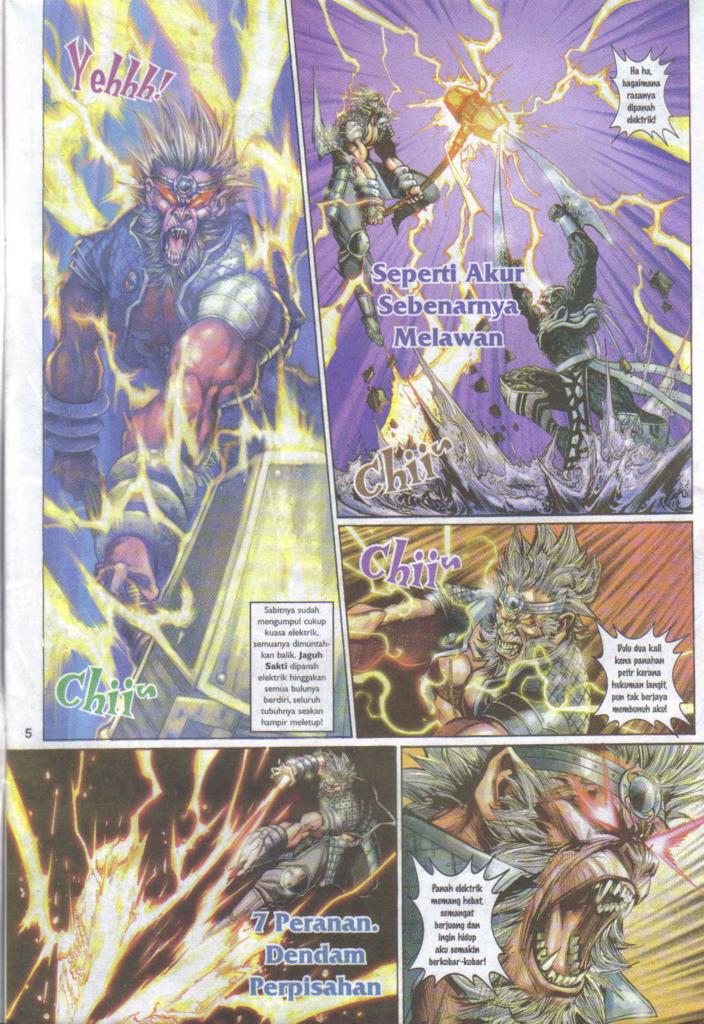 Yehhh!
Ha ha,
bagaimana
rasanya
dipanah
elektrik!
Seperti Akur
Sebenarnya
Melawan
Chii~
Chii~
Dulu dua kali
kena panahan
petir kerana
hukuman langit,
pun tak berjaya
membunuh aku!
Sabitnya sudah
mengumpul cukup
kuasa elektrik,
semuanya dimuntah-
kan balik. Jaguh
Sakti dipanah
elektrik hinggakan
semua bulunya
berdiri, seluruh
tubuhnya seakan
hampir meletup!
Chii~
5
7 Peranan.
Dendam
Perpisahan
Panah elektrik
memang hebat,
semangat
berjuang dan
ingin hidup
aku semakin
berkobar-kobar!